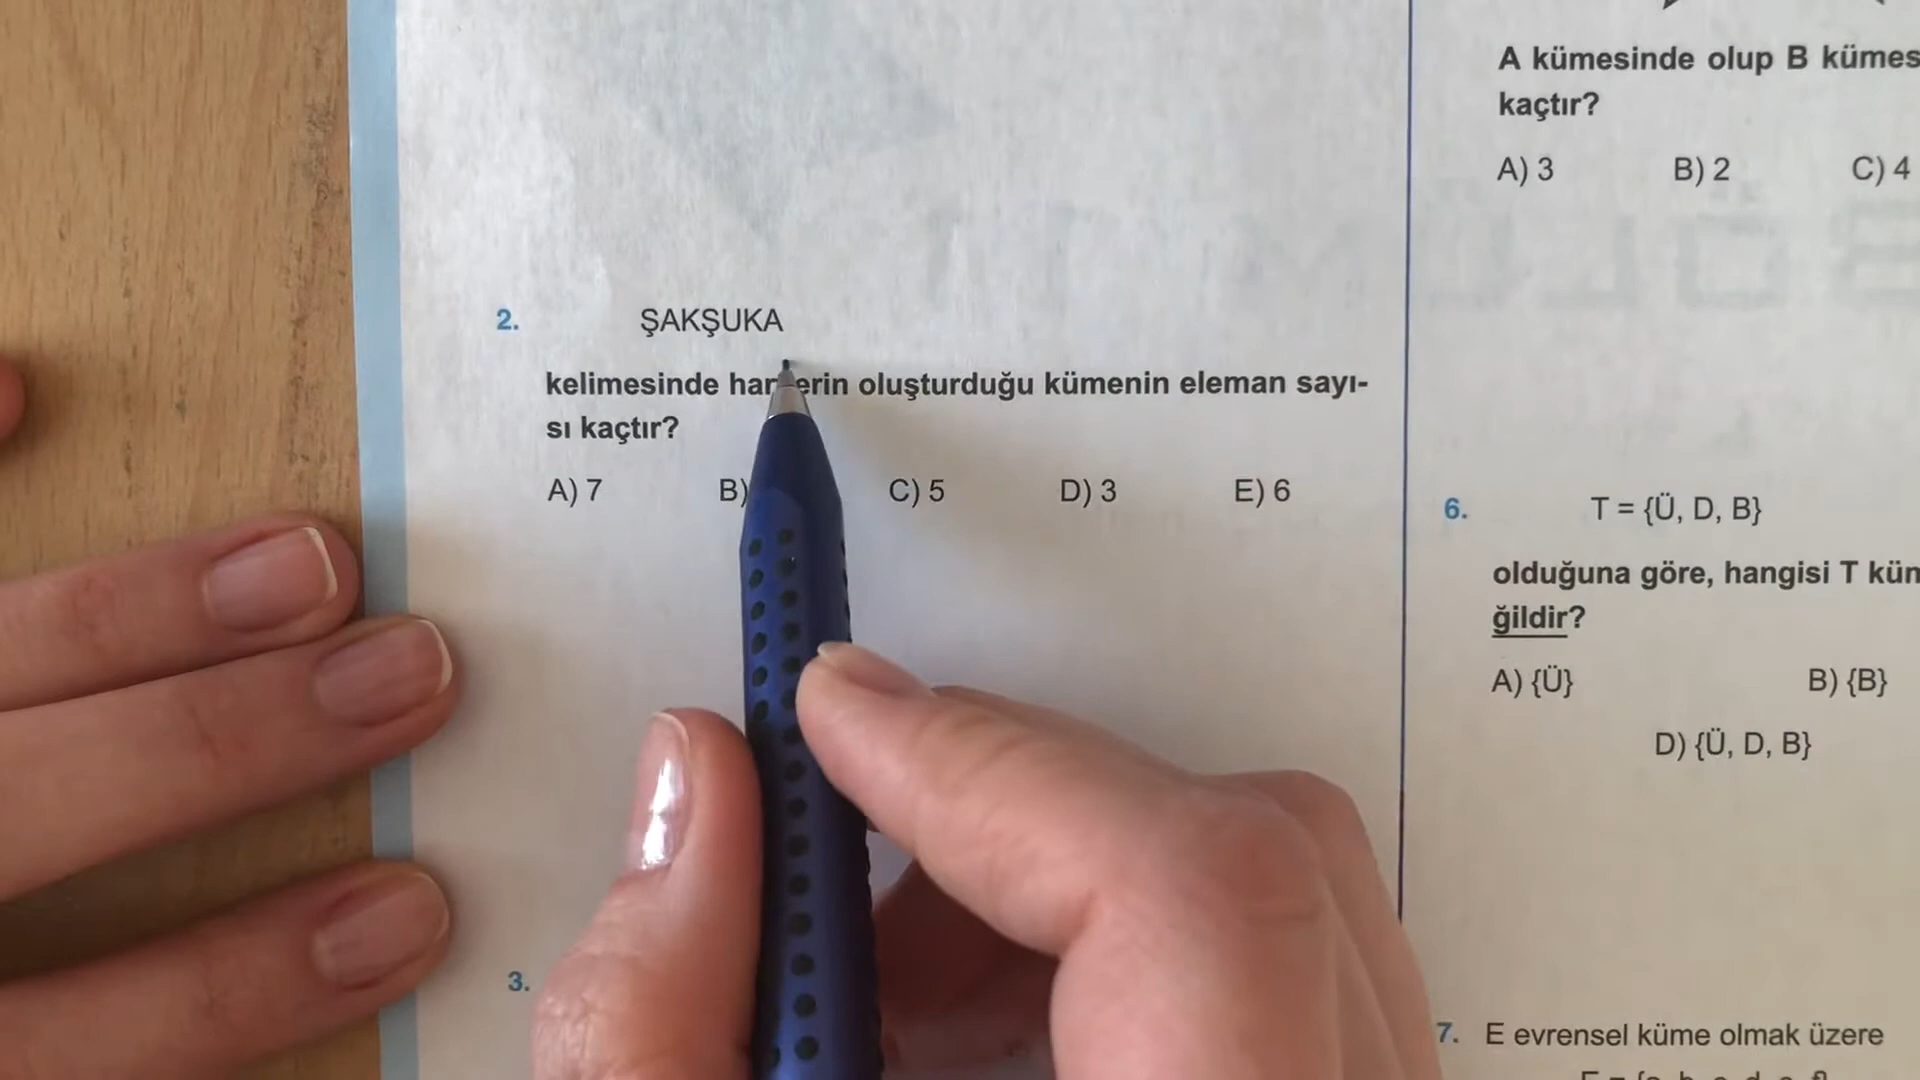 2. ŞAKŞUKA
kelimesinde erin oluşturduğu kümenin eleman sayı-
sı kaçtır?
A) 7 B) C) 5 D) 3 E) 6
3.
A kümesinde olup B kümes
kaçtır?
A) 3 B) 2 C) 4
6. T = {Ü, D, B}
olduğuna göre, hangisi T kün
ğildir?
A) {Ü} B) {B}
D) {Ü, D, B}
7. E evrensel küme olmak üzere